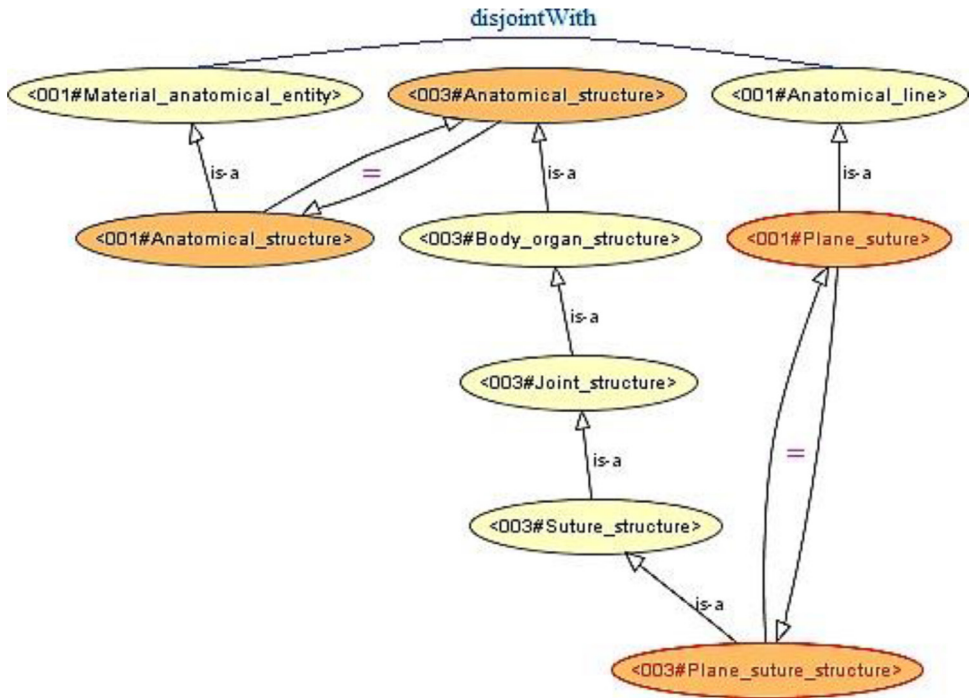 disjointWith
<001#Material_anatomical_entity>
<003#Anatomical_structure>
<001#Anatomical_line>
is-a
=
is-a
is-a
<001#Anatomical_structure>
<003#Body_organ_structure>
<001#Plane_suture>
is-a
<003#Joint_structure>
is-a
=
<003#Suture_structure>
is-a
<003#Plane_suture_structure>